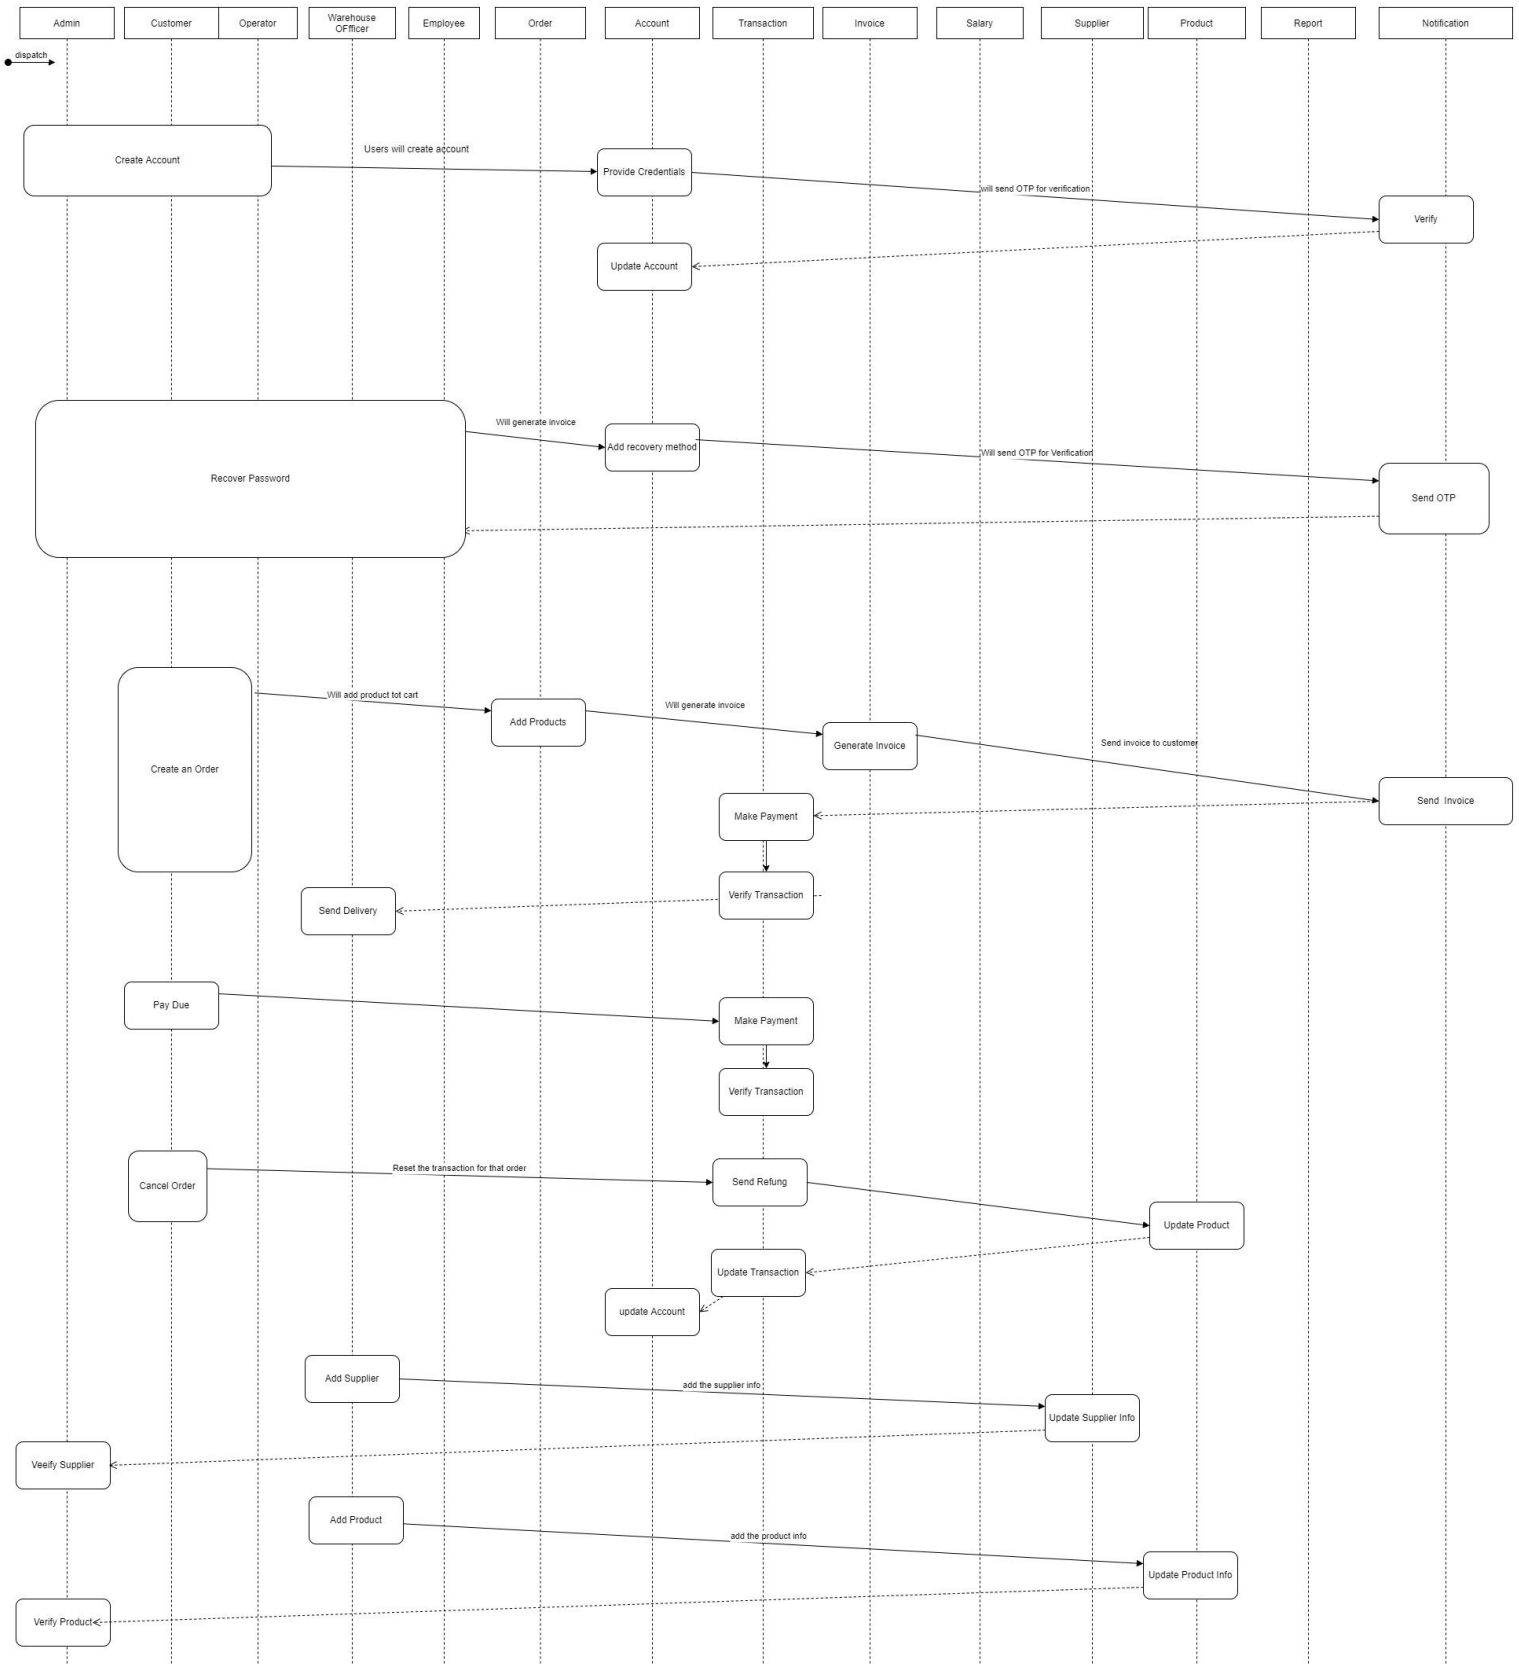 Admin
Customer
Operator
Warehouse
OFfficer
Employee
Order
Account
Transaction
Invoice
Salary
Supplier
Product
Report
Notification
dispatch
Create Account
Users will create account
Provide Credentials
will send OTP for verification
Verify
Update Account
Recover Password
Will generate invoice
Add recovery method
Will send OTP for Verification
Send OTP
Create an Order
Will add product tot cart
Add Products
Will generate invoice
Generate Invoice
Send invoice to customer
Send Invoice
Make Payment
Verify Transaction
Send Delivery
Pay Due
Make Payment
Verify Transaction
Cancel Order
Reset the transaction for that order
Send Refung
Update Product
Update Transaction
update Account
Add Supplier
add the supplier info
Update Supplier Info
Veeify Supplier
Add Product
add the product info
Update Product Info
Verify Product